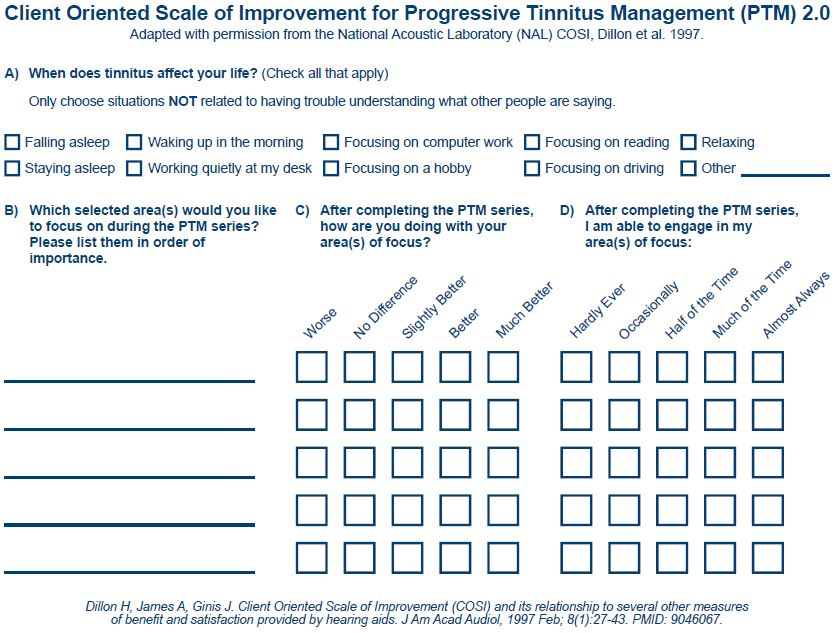 Client Oriented Scale of Improvement for Progressive Tinnitus Management (PTM) 2.0
Adapted with permission from the National Acoustic Laboratory (NAL) COSI, Dillon et al. 1997.
A) When does tinnitus affect your life? (Check all that apply)
Only choose situations NOT related to having trouble understanding what other people are saying.
Falling asleep Waking up in the morning Focusing on computer work Focusing on reading Relaxing
Staying asleep Working quietly at my desk Focusing on a hobby Focusing on driving Other
B) Which selected area(s) would you like
to focus on during the PTM series?
Please list them in order of
importance.
C) After completing the PTM series,
how are you doing with your
area(s) of focus?
D) After completing the PTM series,
I am able to engage in my
area(s) of focus:
Worse
No Difference
Slightly Better
Better
Much Better
Hardly Ever
Occasionally
Half of the Time
Much of the Time
Almost Always
Dillon H, James A, Ginis J. Client Oriented Scale of Improvement (COSI) and its relationship to several other measures
of benefit and satisfaction provided by hearing aids. J Am Acad Audiol, 1997 Feb; 8(1):27-43. PMID: 9046067.